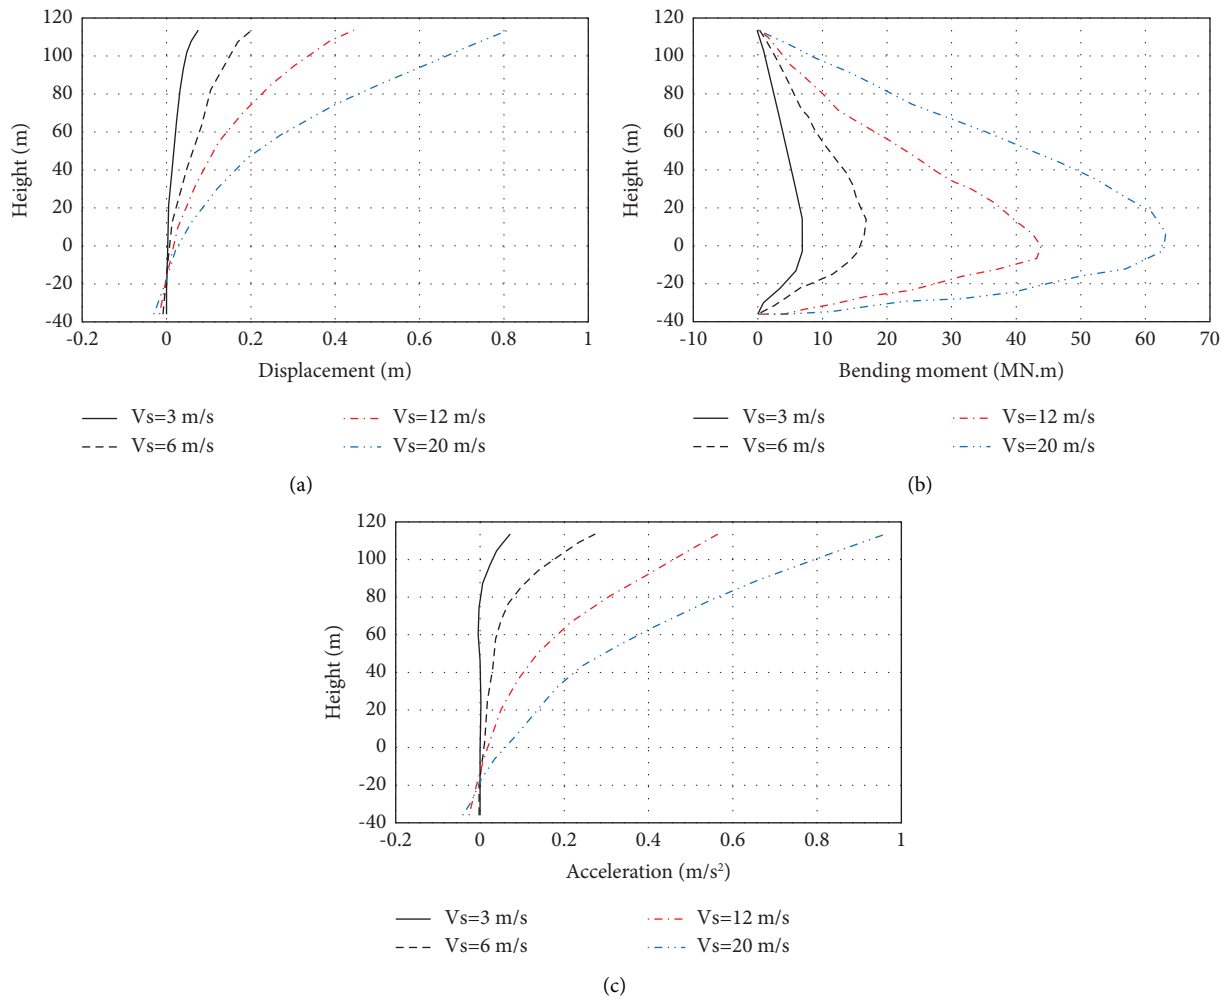 120
100
80
60
40
20
0
-20
-40
Height (m)
-0.2 0 0.2 0.4 0.6 0.8 1
Displacement (m)
Vs=3 m/s Vs=12 m/s
Vs=6 m/s Vs=20 m/s
(a)
120
100
80
60
40
20
0
-20
-40
Height (m)
-10 0 10 20 30 40 50 60 70
Bending moment (MN.m)
Vs=3 m/s Vs=12 m/s
Vs=6 m/s Vs=20 m/s
(b)
120
100
80
60
40
20
0
-20
-40
Height (m)
-0.2 0 0.2 0.4 0.6 0.8 1
Acceleration (m/s²)
Vs=3 m/s Vs=12 m/s
Vs=6 m/s Vs=20 m/s
(c)